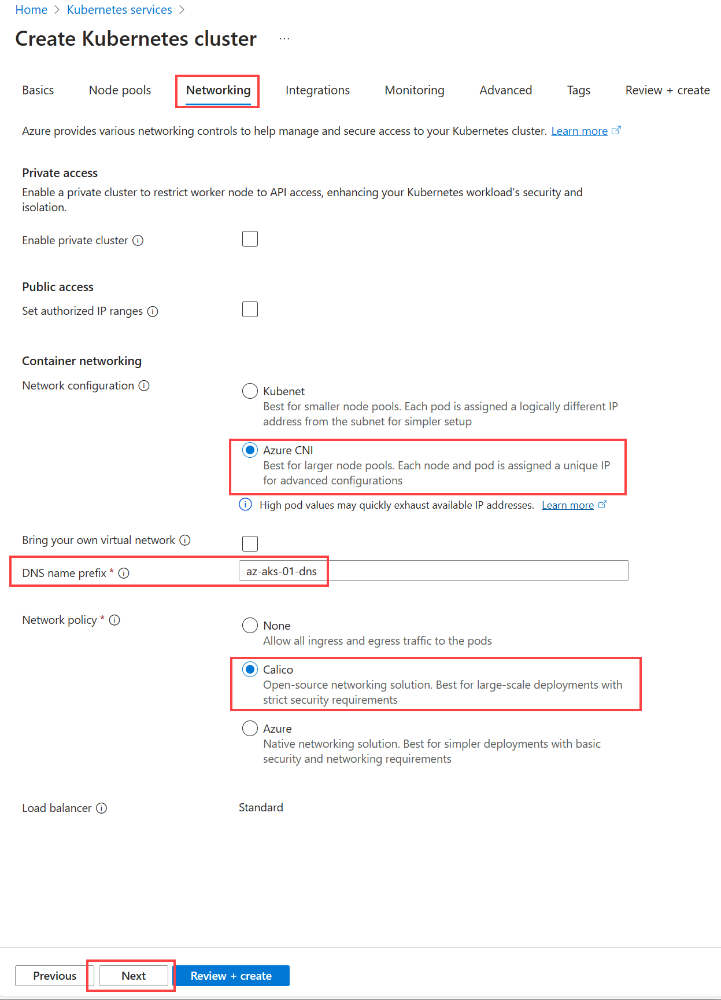 Home > Kubernetes services >
Create Kubernetes cluster ...
Basics Node pools Networking Integrations Monitoring Advanced Tags Review + create
Azure provides various networking controls to help manage and secure access to your Kubernetes cluster. Learn more
Private access
Enable a private cluster to restrict worker node to API access, enhancing your Kubernetes workload's security and
isolation.
Enable private cluster
Public access
Set authorized IP ranges
Container networking
Network configuration
Kubenet
Best for smaller node pools. Each pod is assigned a logically different IP
address from the subnet for simpler setup
Azure CNI
Best for larger node pools. Each node and pod is assigned a unique IP
for advanced configurations
High pod values may quickly exhaust available IP addresses. Learn more
Bring your own virtual network
DNS name prefix * az-aks-01-dns
Network policy *
None
Allow all ingress and egress traffic to the pods
Calico
Open-source networking solution. Best for large-scale deployments with
strict security requirements
Azure
Native networking solution. Best for simpler deployments with basic
security and networking requirements
Load balancer Standard
Previous Next Review + create